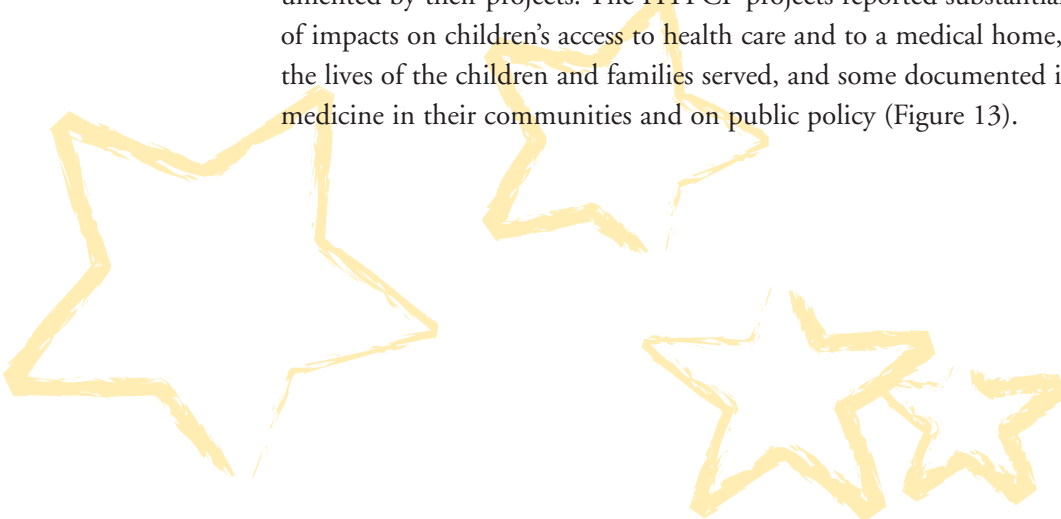 umented by their projects. The HTPCP projects reported substantial
of impacts on children’s access to health care and to a medical home,
the lives of the children and families served, and some documented i
medicine in their communities and on public policy (Figure 13).